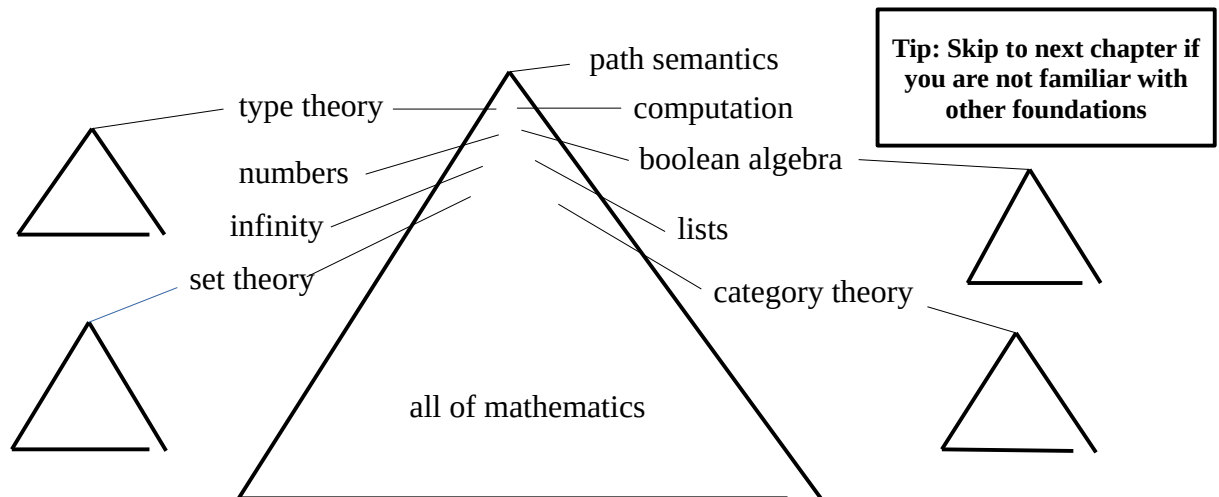 Tip: Skip to next chapter if
you are not familiar with
other foundations
path semantics
type theory
computation
boolean algebra
numbers
infinity
lists
set theory
category theory
all of mathematics